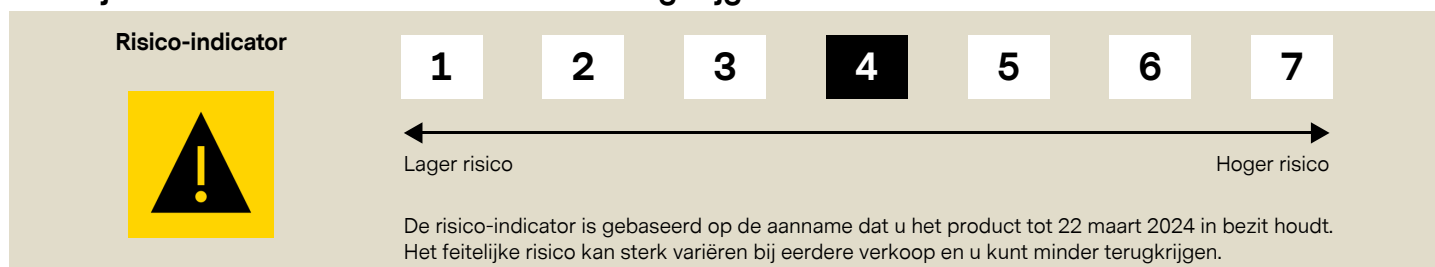 Risico-indicator
1 2 3 4 5 6 7
Lager risico Hoger risico
De risico-indicator is gebaseerd op de aanname dat u het product tot 22 maart 2024 in bezit houdt.
Het feitelijke risico kan sterk variëren bij eerdere verkoop en u kunt minder terugkrijgen.